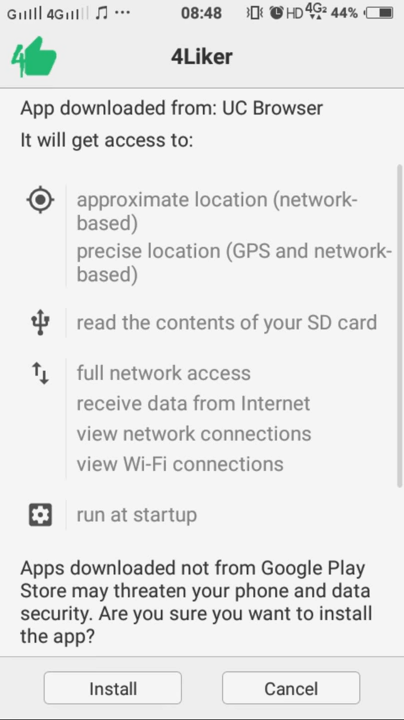 G 4G ... 08:48 HD 4G2 44%
4
4Liker
App downloaded from: UC Browser
It will get access to:
approximate location (network-
based)
precise location (GPS and network-
based)
read the contents of your SD card
full network access
receive data from Internet
view network connections
view Wi-Fi connections
run at startup
Apps downloaded not from Google Play
Store may threaten your phone and data
security. Are you sure you want to install
the app?
Install Cancel